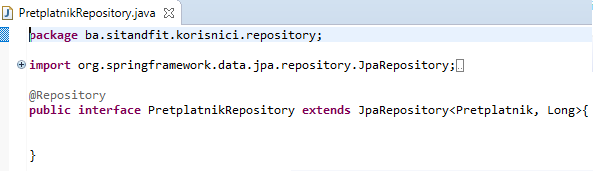 PretplatnikRepository.java
package ba.sitandfit.korisnici.repository;
import org.springframework.data.jpa.repository.JpaRepository;
@Repository
public interface PretplatnikRepository extends JpaRepository<Pretplatnik, Long>{
}